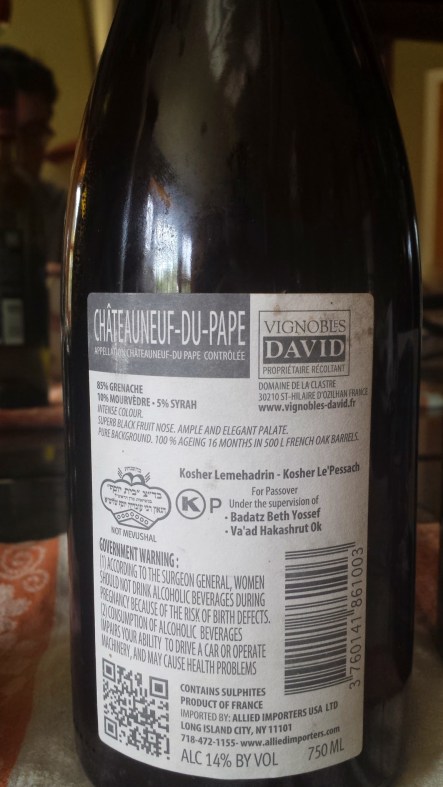 CHÂTEAUNEUF-DU-PAPE
APPELLATION CHÂTEAUNEUF-DU PAPE CONTRÔLÉE
VIGNOBLES
DAVID
PROPRIÉTAIRE RÉCOLTANT
DOMAINE DE LA CLASTRE
30210 ST-HILAIRE D'OZILHAN FRANCE
www.vignobles-david.fr
85% GRENACHE
10% MOURVÈDRE - 5% SYRAH
INTENSE COLOUR.
SUPERB BLACK FRUIT NOSE. AMPLE AND ELEGANT PALATE.
PURE BACKGROUND. 100 % AGEING 16 MONTHS IN 500 L FRENCH OAK BARRELS.
Kosher Lemehadrin - Kosher Le'Pessach
For Passover
Under the supervision of
• Badatz Beth Yossef
• Va'ad Hakashrut Ok
בד״צ "בית יוסף"
NOT MEVUSHAL
K P
GOVERNMENT WARNING :
(1) ACCORDING TO THE SURGEON GENERAL, WOMEN
SHOULD NOT DRINK ALCOHOLIC BEVERAGES DURING
PREGNANCY BECAUSE OF THE RISK OF BIRTH DEFECTS.
(2) CONSUMPTION OF ALCOHOLIC BEVERAGES
IMPAIRS YOUR ABILITY TO DRIVE A CAR OR OPERATE
MACHINERY, AND MAY CAUSE HEALTH PROBLEMS
3 760141 861003
CONTAINS SULPHITES
PRODUCT OF FRANCE
IMPORTED BY: ALLIED IMPORTERS USA LTD
LONG ISLAND CITY, NY 11101
718-472-1155- www.alliedimporters.com
ALC 14% BY VOL 750 ML